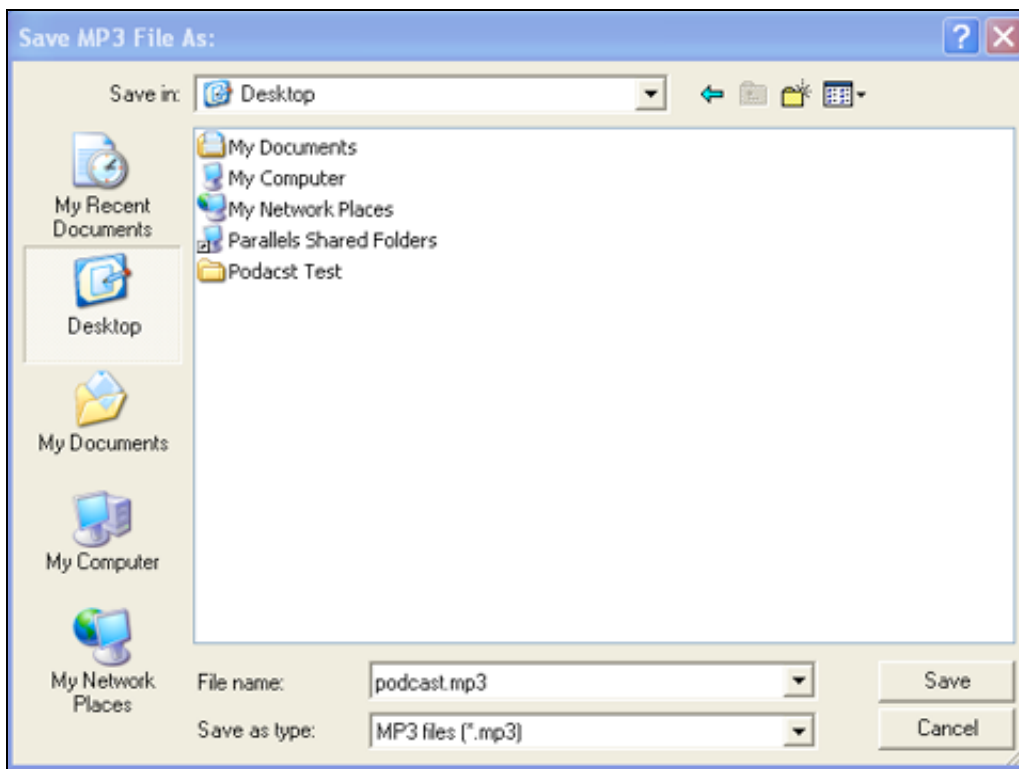 Save MP3 File As:
Save in: Desktop
My Documents
My Computer
My Network Places
Parallels Shared Folders
Podacst Test
My Recent
Documents
Desktop
My Documents
My Computer
My Network
Places
File name: podcast.mp3 Save
Save as type: MP3 files (*.mp3) Cancel